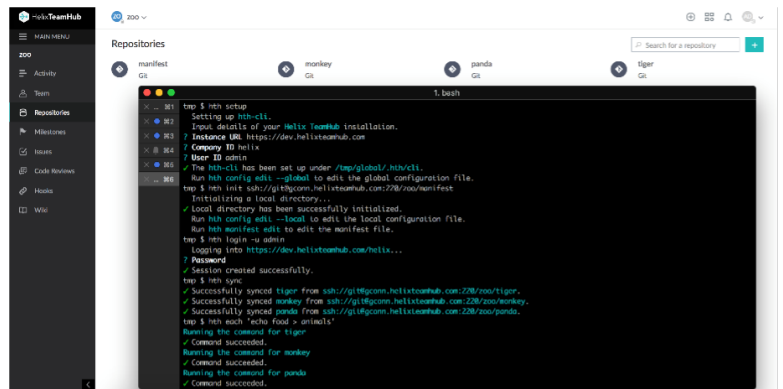 HelixTeamHub
ZO zoo
MAIN MENU
zoo
Activity
Team
Repositories
Milestones
Issues
Code Reviews
Hooks
Wiki
Repositories
Search for a repository
+
manifest
Git
monkey
Git
panda
Git
tiger
Git
1. bash
⌘1
⌘2
⌘3
⌘4
⌘5
⌘6
tmp $ hth setup
Setting up hth-cli.
Input details of your Helix TeamHub installation.
? Instance URL https://dev.helixteamhub.com
? Company ID helix
? User ID admin
✓ The hth-cli has been set up under /tmp/global/.hth/cli.
Run hth config edit --global to edit the global configuration file.
tmp $ hth init ssh://git@gconn.helixteamhub.com:220/zoo/manifest
Initializing a local directory...
✓ Local directory has been successfully initialized.
Run hth config edit --local to edit the local configuration file.
Run hth manifest edit to edit the manifest file.
tmp $ hth login -u admin
Logging into https://dev.helixteamhub.com/helix...
? Password
✓ Session created successfully.
tmp $ hth sync
✓ Successfully synced tiger from ssh://git@gconn.helixteamhub.com:220/zoo/tiger.
✓ Successfully synced monkey from ssh://git@gconn.helixteamhub.com:220/zoo/monkey.
✓ Successfully synced panda from ssh://git@gconn.helixteamhub.com:220/zoo/panda.
tmp $ hth each 'echo food > animals'
Running the command for tiger
✓ Command succeeded.
Running the command for monkey
✓ Command succeeded.
Running the command for panda
✓ Command succeeded.